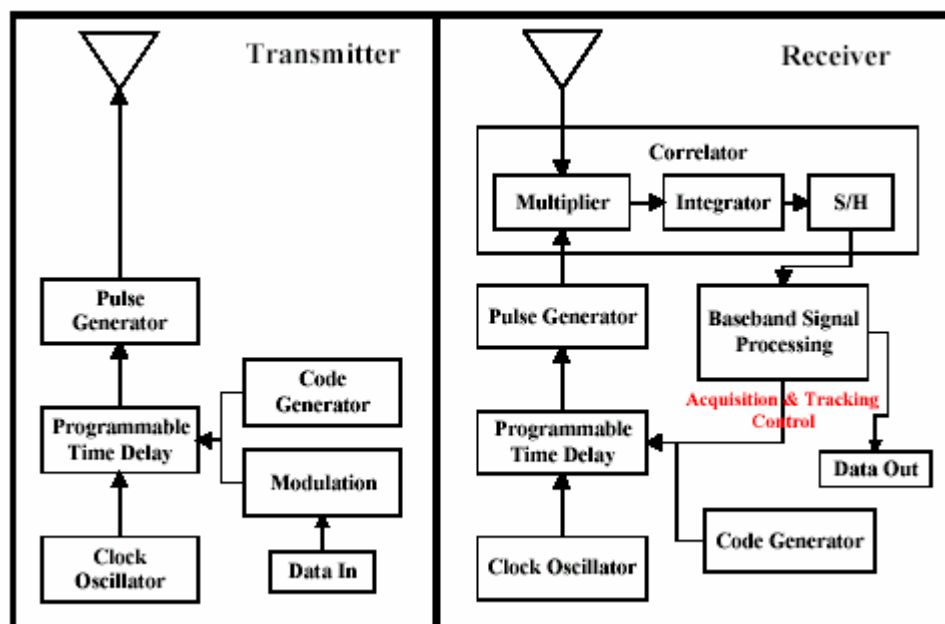 Transmitter
Pulse
Generator
Code
Generator
Programmable
Time Delay
Modulation
Clock
Oscillator
Data In
Receiver
Correlator
Multiplier
Integrator
S/H
Pulse Generator
Baseband Signal
Processing
Acquisition & Tracking
Control
Programmable
Time Delay
Data Out
Code Generator
Clock Oscillator